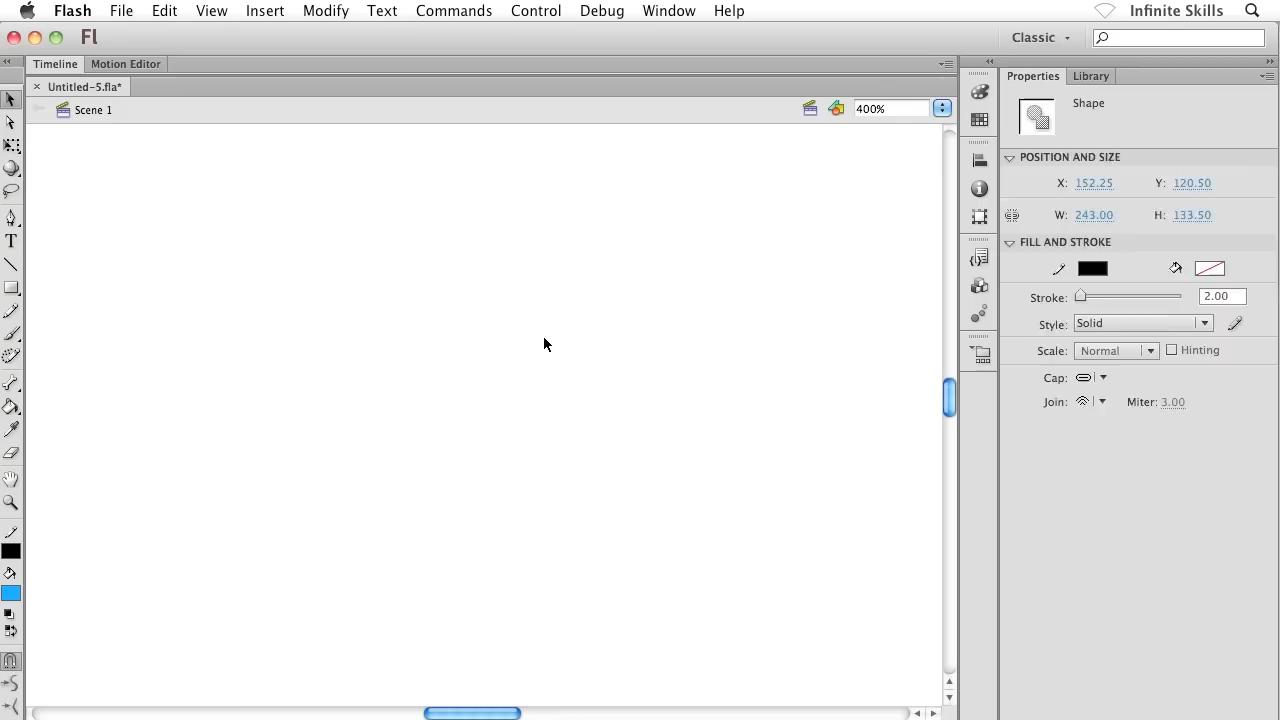 Flash File Edit View Insert Modify Text Commands Control Debug Window Help Infinite Skills
Fl Classic
Timeline Motion Editor
Properties Library
Untitled-5.fla*
Scene 1 400%
Shape
POSITION AND SIZE
X: 152.25 Y: 120.50
W: 243.00 H: 133.50
FILL AND STROKE
Stroke: 2.00
Style: Solid
Scale: Normal Hinting
Cap:
Join: Miter: 3.00
T